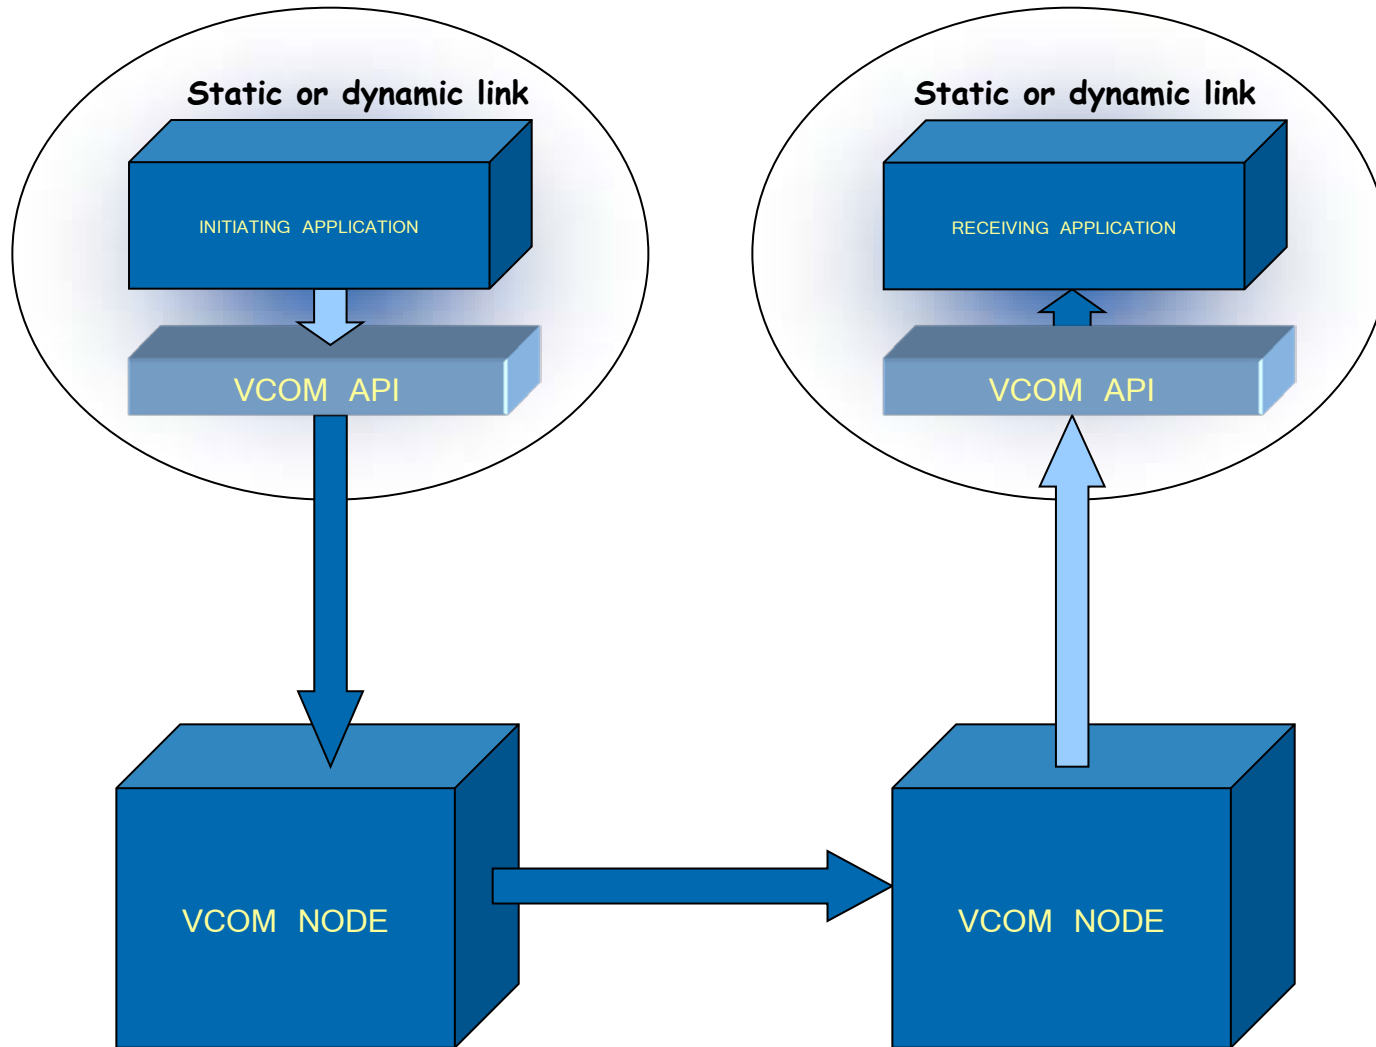 Static or dynamic link
INITIATING APPLICATION
VCOM API
VCOM NODE
Static or dynamic link
RECEIVING APPLICATION
VCOM API
VCOM NODE